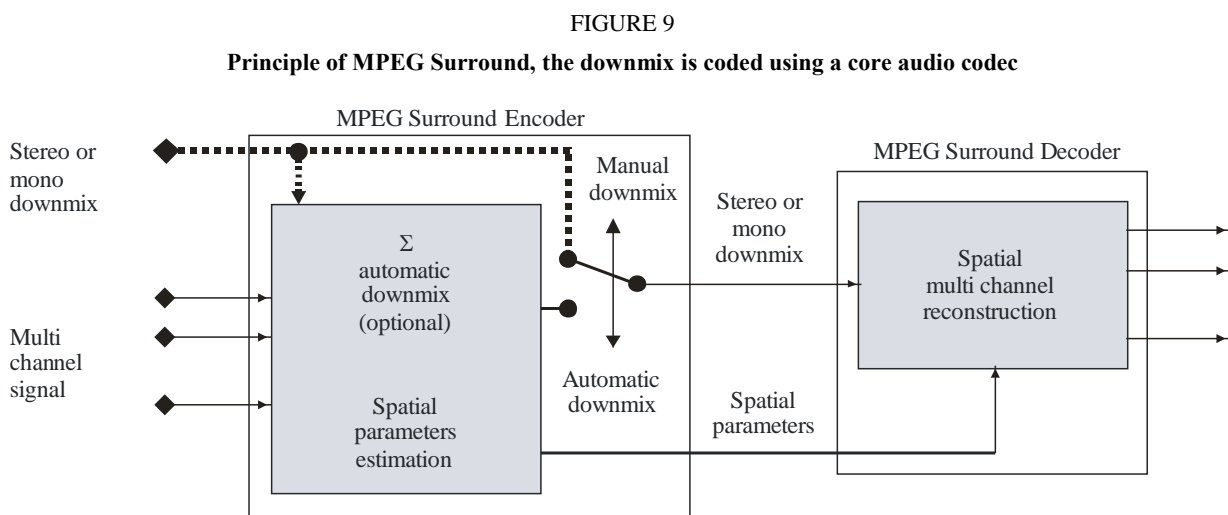 FIGURE 9
Principle of MPEG Surround, the downmix is coded using a core audio codec
MPEG Surround Encoder
Stereo or
mono
downmix
Manual
downmix
MPEG Surround Decoder
Stereo or
mono
downmix
Σ
automatic
downmix
(optional)
Spatial
multi channel
reconstruction
Multi
channel
signal
Automatic
downmix
Spatial
parameters
estimation
Spatial
parameters